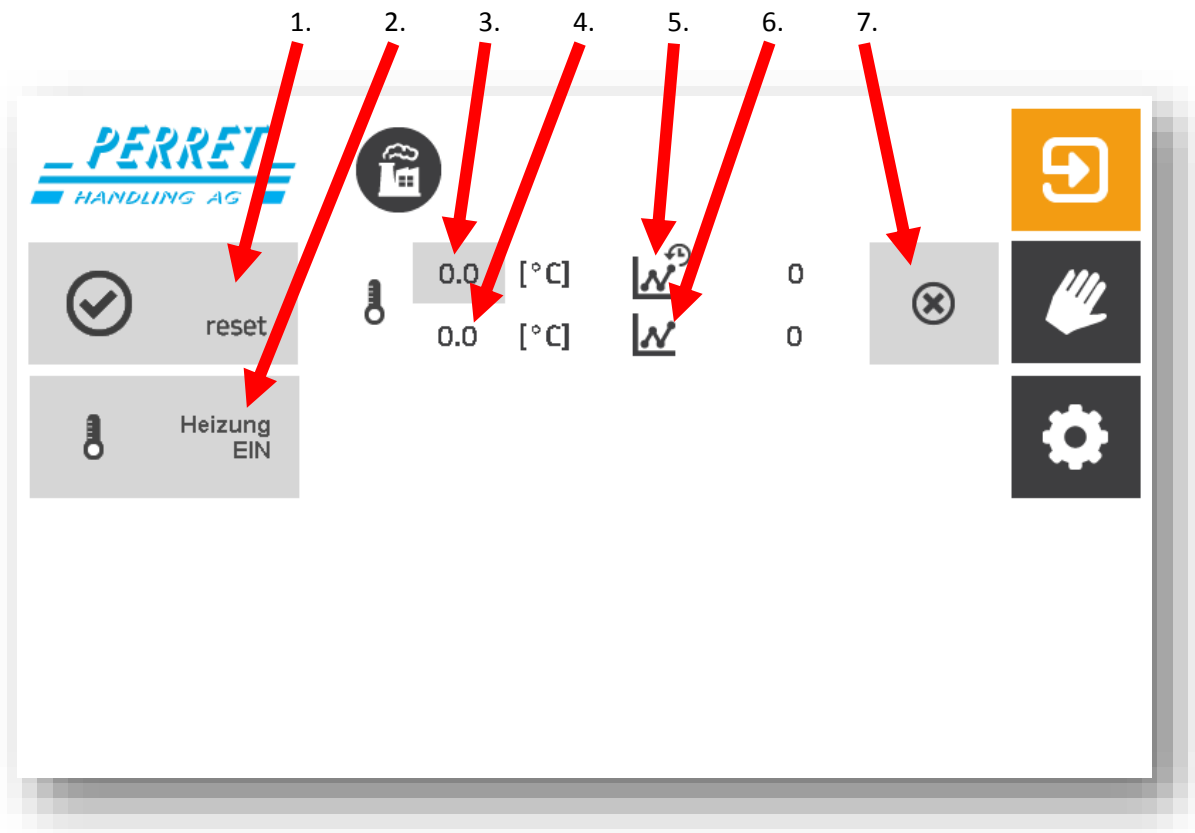 1. 2. 3. 4. 5. 6. 7.
PERRET
HANDLING AG
0.0 [°C] 0
reset
0.0 [°C] 0
Heizung
EIN